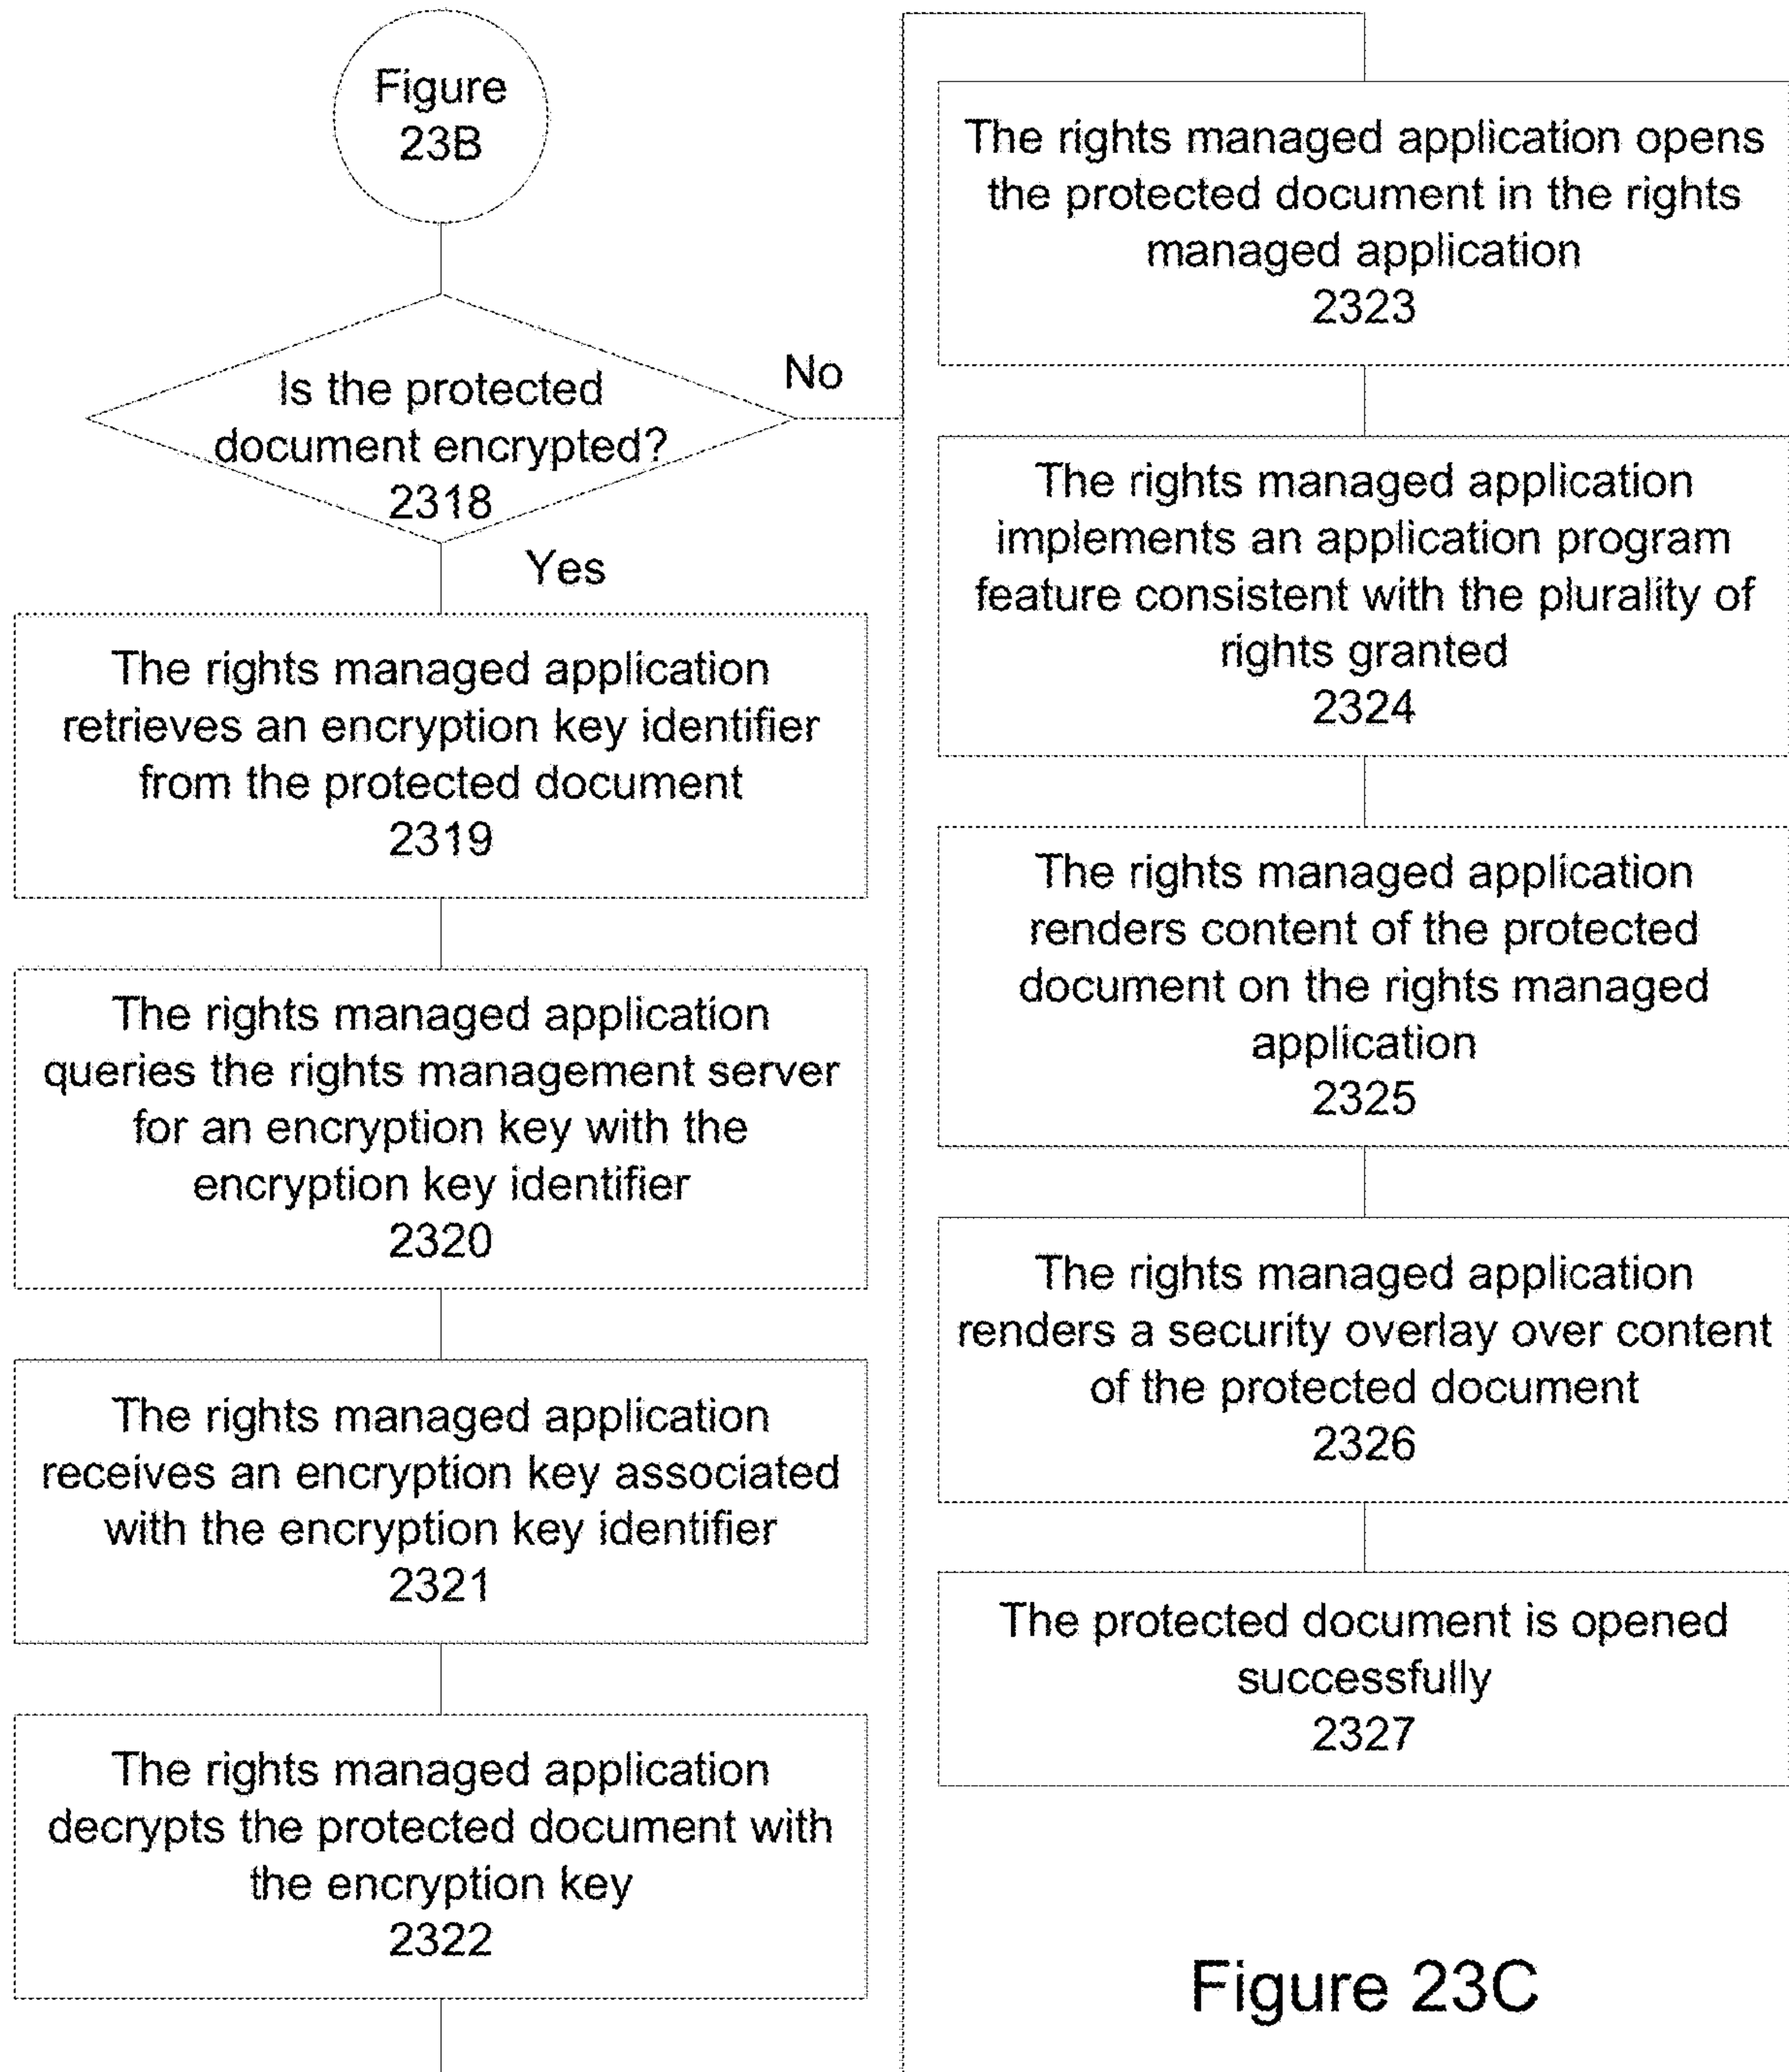 Figure
23B
Is the protected
document encrypted?
2318
No
Yes
The rights managed application
retrieves an encryption key identifier
from the protected document
2319
The rights managed application
queries the rights management server
for an encryption key with the
encryption key identifier
2320
The rights managed application
receives an encryption key associated
with the encryption key identifier
2321
The rights managed application
decrypts the protected document with
the encryption key
2322
The rights managed application opens
the protected document in the rights
managed application
2323
The rights managed application
implements an application program
feature consistent with the plurality of
rights granted
2324
The rights managed application
renders content of the protected
document on the rights managed
application
2325
The rights managed application
renders a security overlay over content
of the protected document
2326
The protected document is opened
successfully
2327
Figure 23C